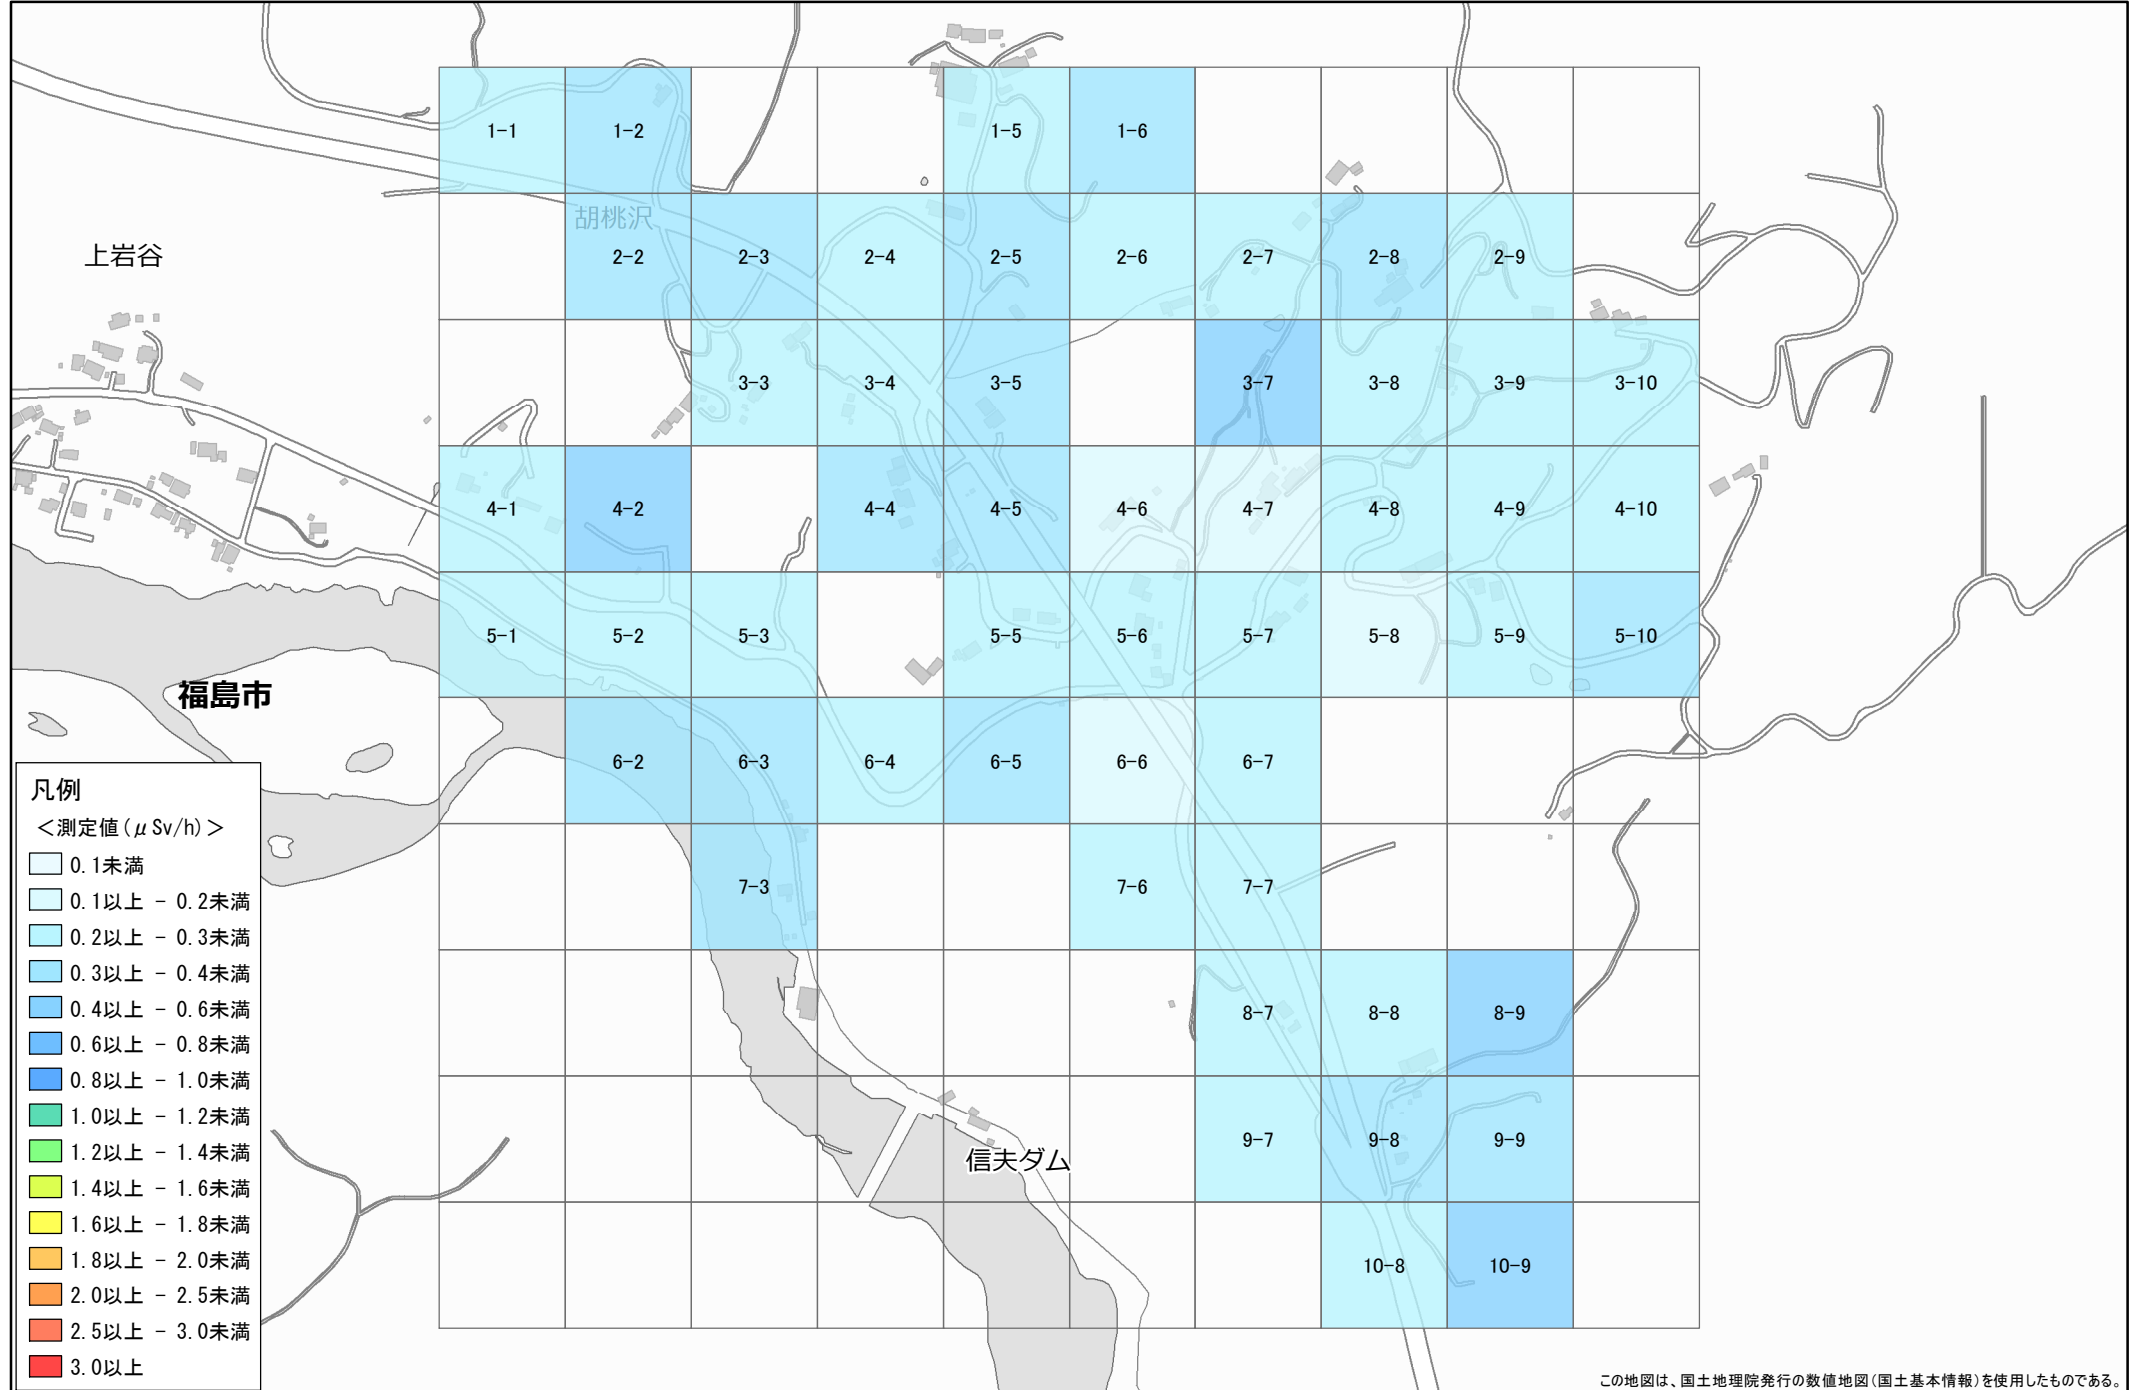 1-1 1-2 1-5 1-6
胡桃沢
上岩谷
2-2 2-3 2-4 2-5 2-6 2-7 2-8 2-9
3-3 3-4 3-5 3-7 3-8 3-9 3-10
4-1 4-2 4-4 4-5 4-6 4-7 4-8 4-9 4-10
5-1 5-2 5-3 5-5 5-6 5-7 5-8 5-9 5-10
福島市
6-2 6-3 6-4 6-5 6-6 6-7
7-3 7-6 7-7
8-7 8-8 8-9
9-7 9-8 9-9
信夫ダム
10-8 10-9
凡例
＜測定値(μSv/h)＞
0.1未満
0.1以上 － 0.2未満
0.2以上 － 0.3未満
0.3以上 － 0.4未満
0.4以上 － 0.6未満
0.6以上 － 0.8未満
0.8以上 － 1.0未満
1.0以上 － 1.2未満
1.2以上 － 1.4未満
1.4以上 － 1.6未満
1.6以上 － 1.8未満
1.8以上 － 2.0未満
2.0以上 － 2.5未満
2.5以上 － 3.0未満
3.0以上
この地図は、国土地理院発行の数値地図(国土基本情報)を使用したものである。